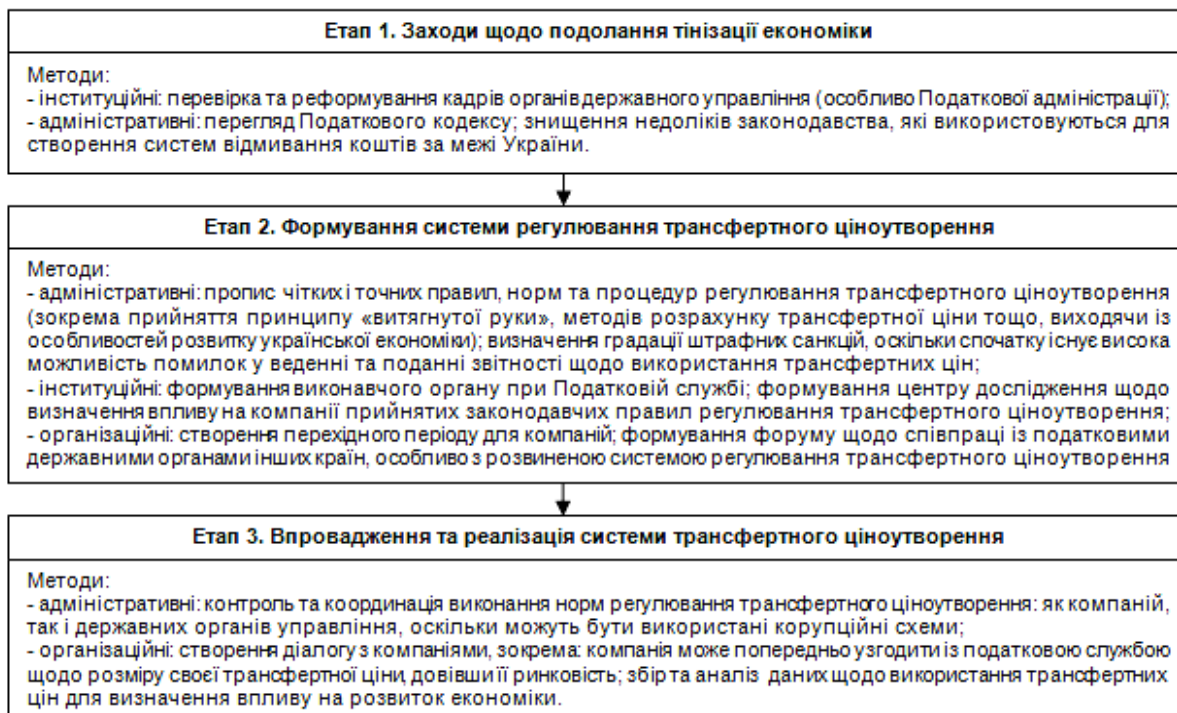 Етап 1. Заходи щодо подолання тінізації економіки
Методи:
- інституційні: перевірка та реформування кадрів органів державного управління (особливо Податкової адміністрації);
- адміністративні: перегляд Податкового кодексу; знищення недоліків законодавства, які використовуються для
створення систем відмивання коштів за межі України.
Етап 2. Формування системи регулювання трансфертного ціноутворення
Методи:
- адміністративні: пропис чітких і точних правил, норм та процедур регулювання трансфертного ціноутворення
(зокрема прийняття принципу «витягнутої руки», методів розрахунку трансфертної ціни тощо, виходячи із
особливостей розвитку української економіки); визначення градації штрафних санкцій, оскільки спочатку існує висока
можливість помилок у веденні та поданні звітності щодо використання трансфертних цін;
- інституційні: формування виконавчого органу при Податковій службі; формування центру дослідження щодо
визначення впливу на компанії прийнятих законодавчих правил регулювання трансфертного ціноутворення;
- організаційні: створення перехідного періоду для компаній; формування форуму щодо співпраці із податковими
державними органами інших країн, особливо з розвиненою системою регулювання трансфертного ціноутворення
Етап 3. Впровадження та реалізація системи трансфертного ціноутворення
Методи:
- адміністративні: контроль та координація виконання норм регулювання трансфертного ціноутворення: як компаній,
так і державних органів управління, оскільки можуть бути використані корупційні схеми;
- організаційні: створення діалогу з компаніями, зокрема: компанія може попередньо узгодити із податковою службою
щодо розміру своєї трансфертної ціни, довівши її ринковість; збір та аналіз даних щодо використання трансфертних
цін для визначення впливу на розвиток економіки.